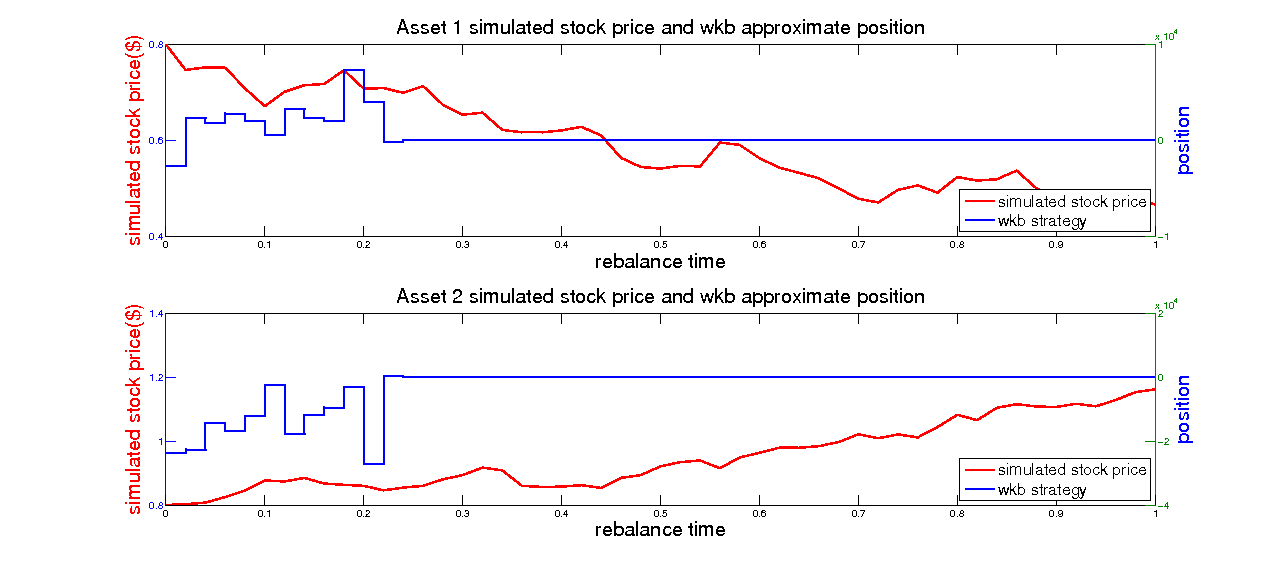 Asset 1 simulated stock price and wkb approximate position
x 10^4
simulated stock price($)
0.8
0.6
0.4
1
0
-1
position
simulated stock price
wkb strategy
0 0.1 0.2 0.3 0.4 0.5 0.6 0.7 0.8 0.9 1
rebalance time
Asset 2 simulated stock price and wkb approximate position
x 10^4
simulated stock price($)
1.4
1.2
1
0.8
2
0
-2
-4
position
simulated stock price
wkb strategy
0 0.1 0.2 0.3 0.4 0.5 0.6 0.7 0.8 0.9 1
rebalance time